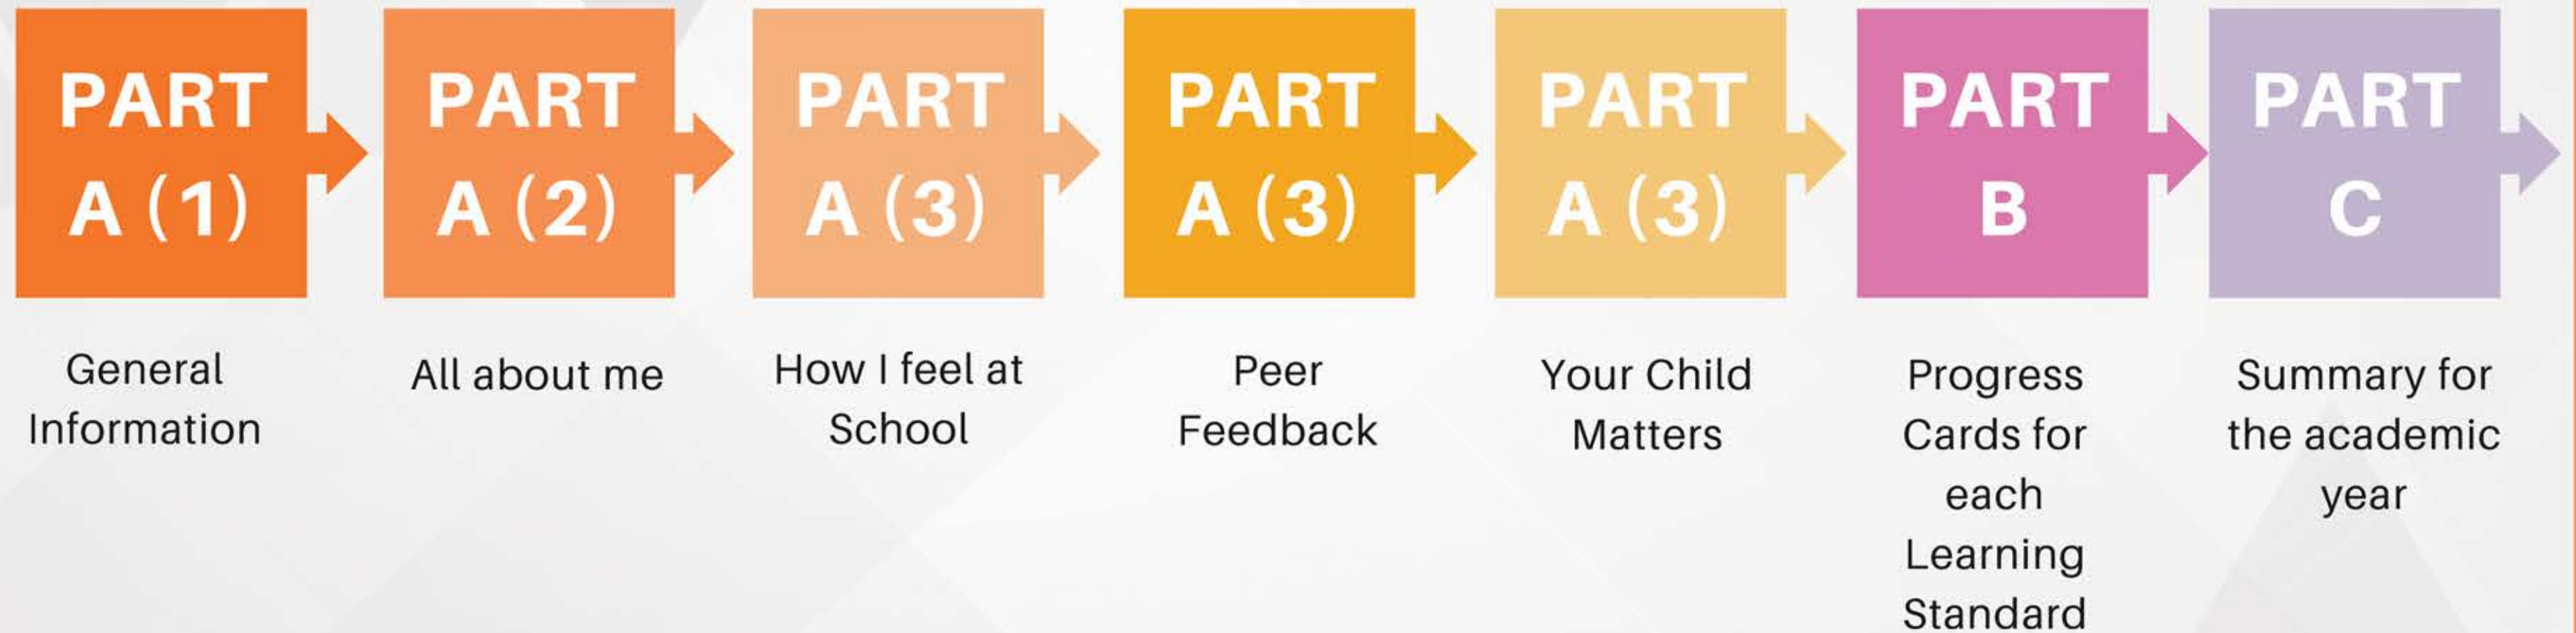 PART
A (1)
PART
A (2)
PART
A (3)
PART
A (3)
PART
A (3)
PART
B
PART
C
General
Information
All about me
How I feel at
School
Peer
Feedback
Your Child
Matters
Progress
Cards for
each
Learning
Standard
Summary for
the academic
year